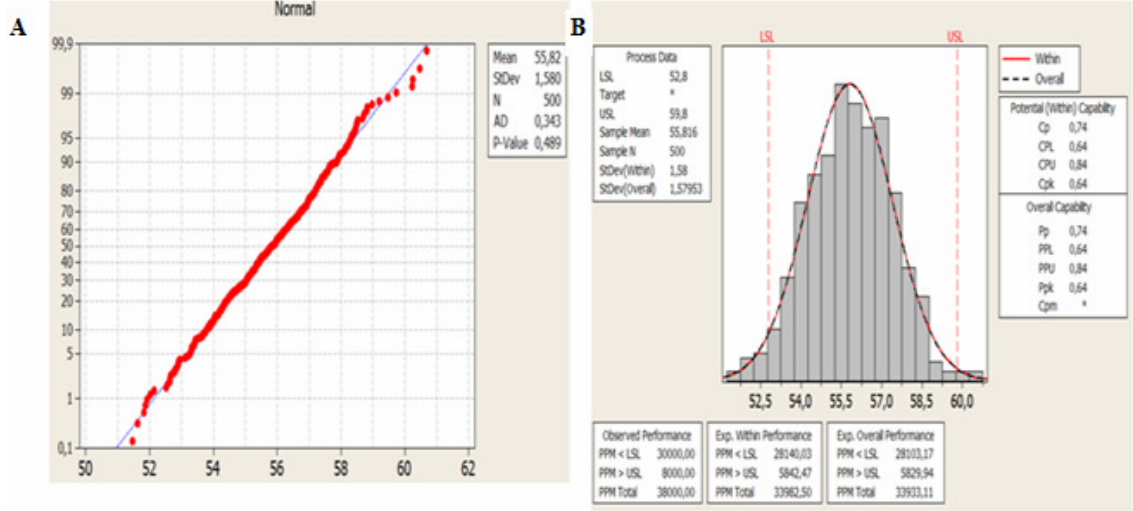 A
Normal
99,9
99
95
90
80
70
60
50
40
30
20
10
5
1
0,1
50 52 54 56 58 60 62
Mean 55,82
StDev 1,580
N 500
AD 0,343
P-Value 0,489
B
LSL USL
Process Data
LSL 52,8
Target *
USL 59,8
Sample Mean 55,816
Sample N 500
StDev(Within) 1,58
StDev(Overall) 1,57953
Within
Overall
Potential (Within) Capability
Cp 0,74
CPL 0,64
CPU 0,84
Cpk 0,64
Overall Capability
Pp 0,74
PPL 0,64
PPU 0,84
Ppk 0,64
Cpm *
52,5 54,0 55,5 57,0 58,5 60,0
Observed Performance
PPM < LSL 30000,00
PPM > USL 8000,00
PPM Total 38000,00
Exp. Within Performance
PPM < LSL 28140,03
PPM > USL 5842,47
PPM Total 33982,50
Exp. Overall Performance
PPM < LSL 28103,17
PPM > USL 5829,94
PPM Total 33933,11